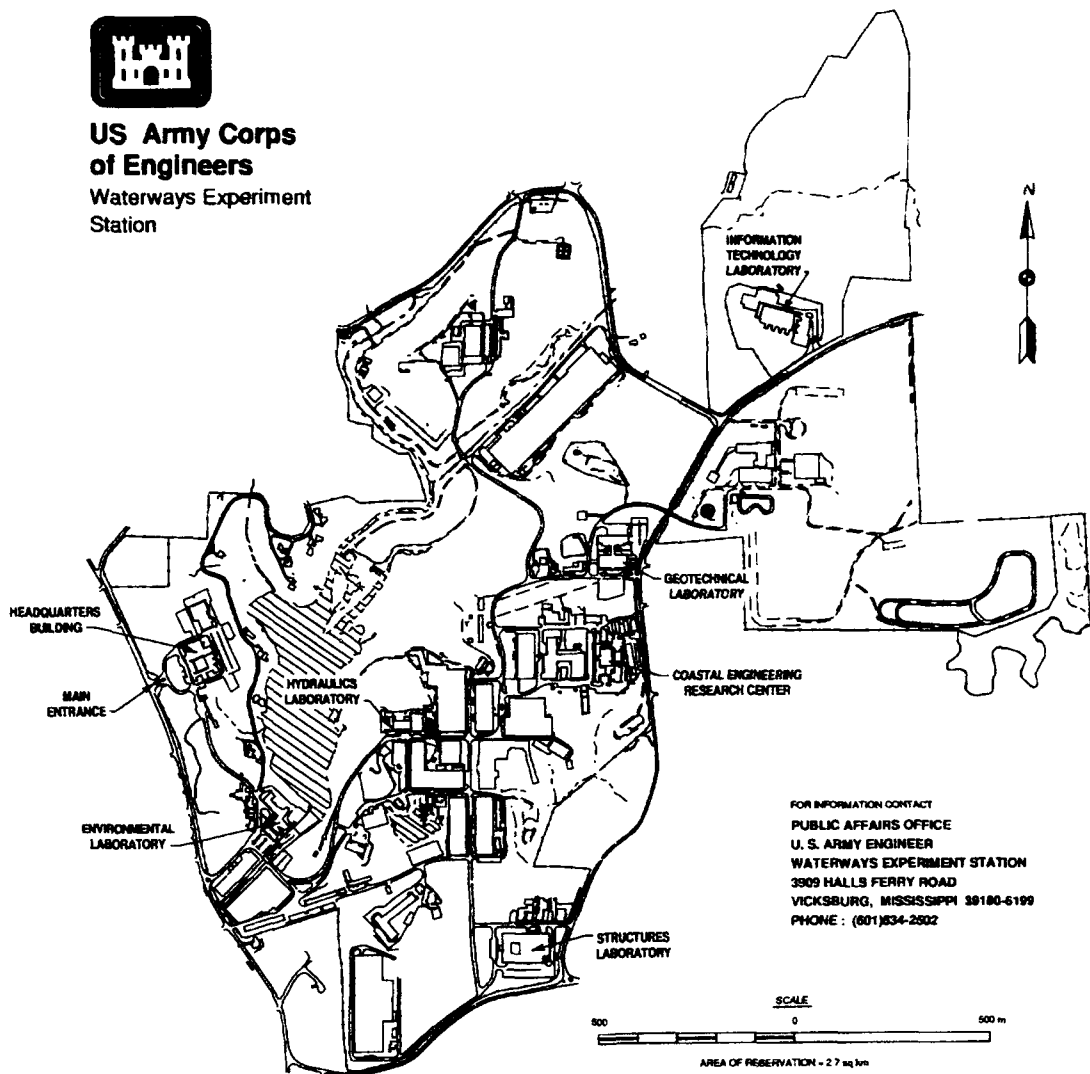 US Army Corps
of Engineers
Waterways Experiment
Station
N
INFORMATION
TECHNOLOGY
LABORATORY
HEADQUARTERS
BUILDING
MAIN
ENTRANCE
HYDRAULICS
LABORATORY
GEOTECHNICAL
LABORATORY
COASTAL ENGINEERING
RESEARCH CENTER
ENVIRONMENTAL
LABORATORY
STRUCTURES
LABORATORY
FOR INFORMATION CONTACT
PUBLIC AFFAIRS OFFICE
U. S. ARMY ENGINEER
WATERWAYS EXPERIMENT STATION
3909 HALLS FERRY ROAD
VICKSBURG, MISSISSIPPI 39180-6199
PHONE : (601)634-2502
SCALE
500 0 500 m
AREA OF RESERVATION = 2.7 sq km